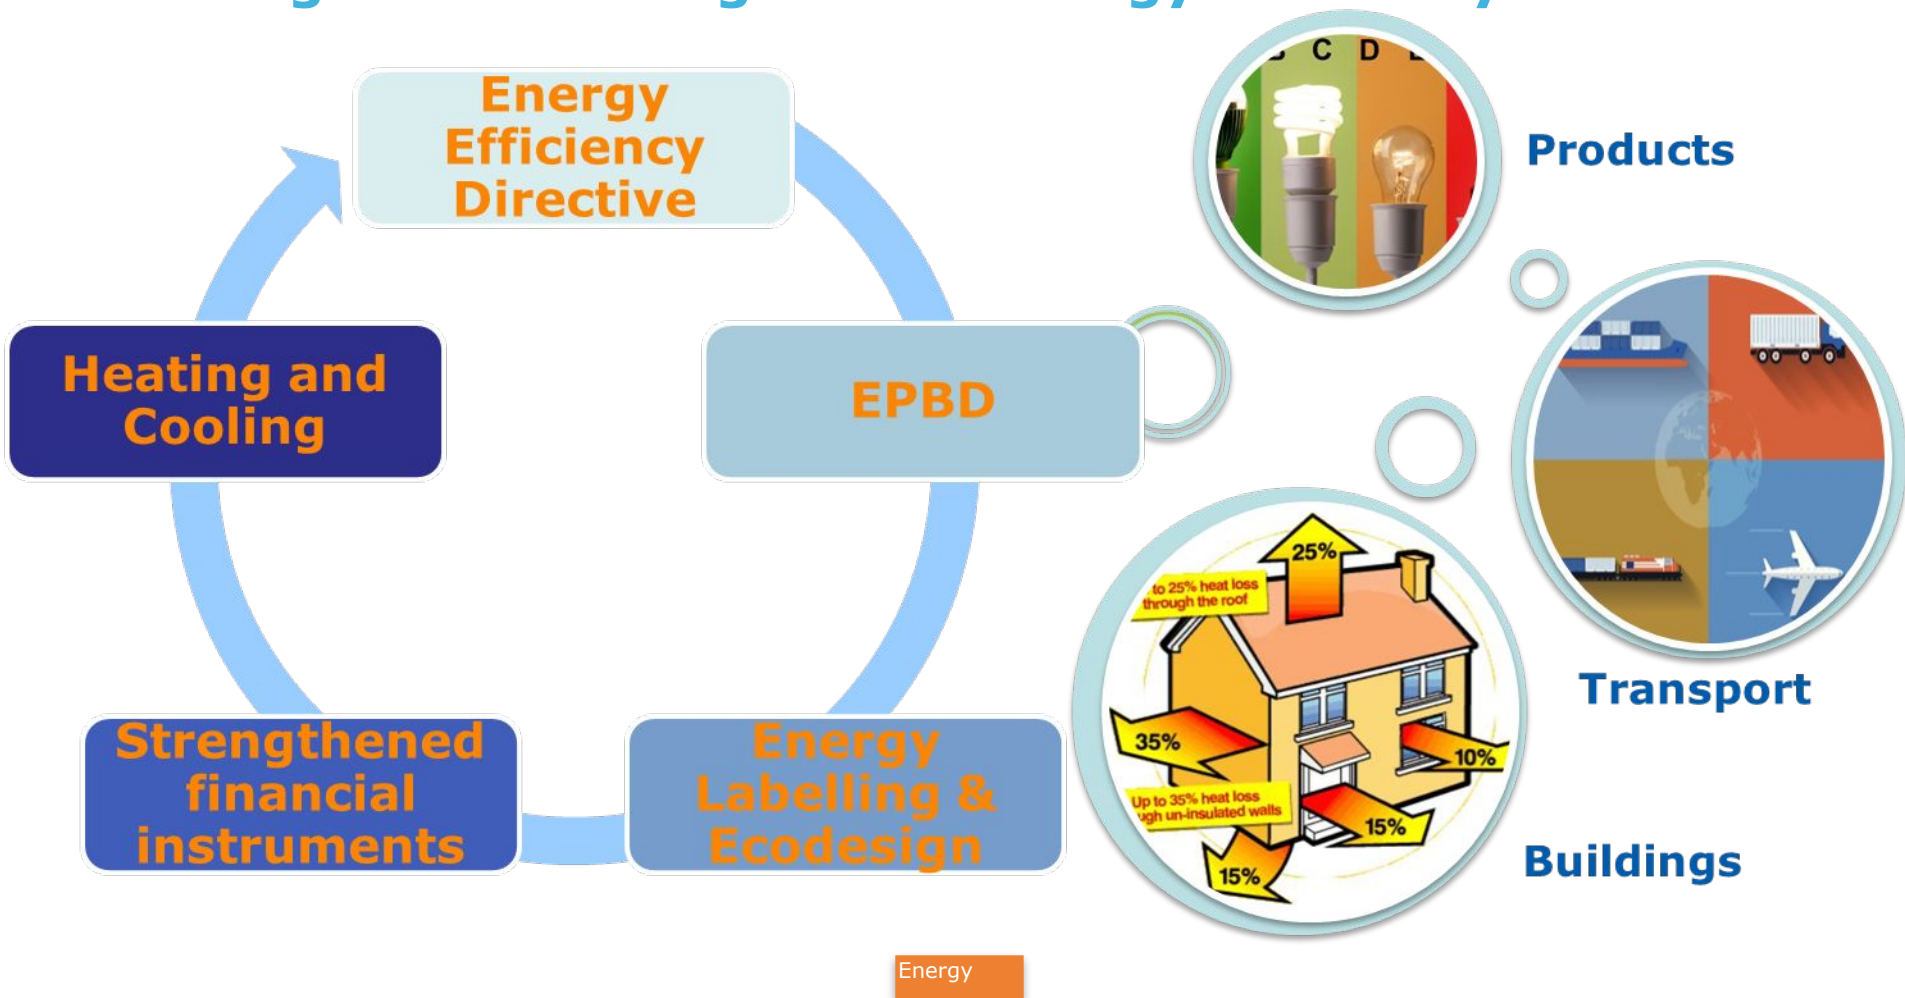 Energy
Efficiency
Directive
EPBD
Energy
Labelling &
Ecodesign
Strengthened
financial
instruments
Heating and
Cooling
C D
Products
Transport
25%
to 25% heat loss
through the roof
35%
10%
Up to 35% heat loss
un-insulated walls
15%
15%
Buildings
Energy